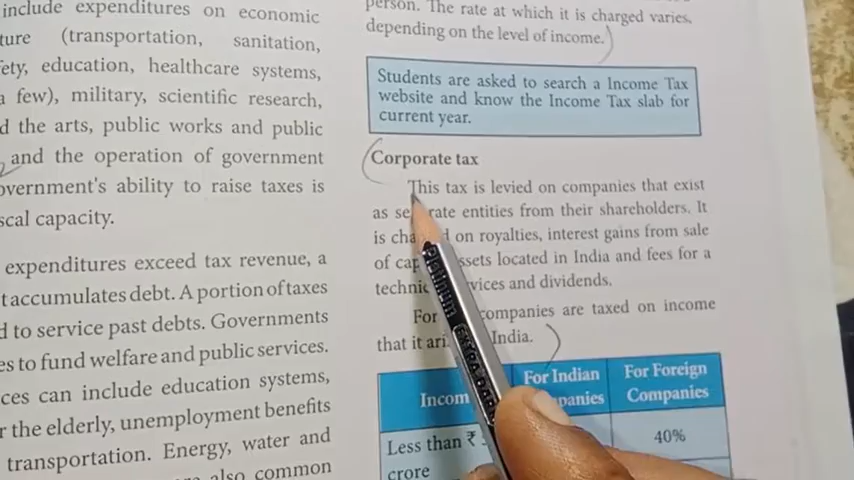 include expenditures on economic
ture (transportation, sanitation,
fety, education, healthcare systems,
a few), military, scientific research,
d the arts, public works and public
and the operation of government
overnment's ability to raise taxes is
scal capacity.
expenditures exceed tax revenue, a
t accumulates debt. A portion of taxes
d to service past debts. Governments
es to fund welfare and public services.
ces can include education systems,
r the elderly, unemployment benefits
transportation. Energy, water and
also common
person. The rate at which it is charged varies,
depending on the level of income.
Students are asked to search a Income Tax
website and know the Income Tax slab for
current year.
Corporate tax
This tax is levied on companies that exist
as se rate entities from their shareholders. It
is cha d on royalties, interest gains from sale
of cap ssets located in India and fees for a
technic vices and dividends.
For companies are taxed on income
that it ari India.
Incom
For Indian
panies
For Foreign
Companies
Less than ₹
crore
40%
Platinum
EXTRA DARK